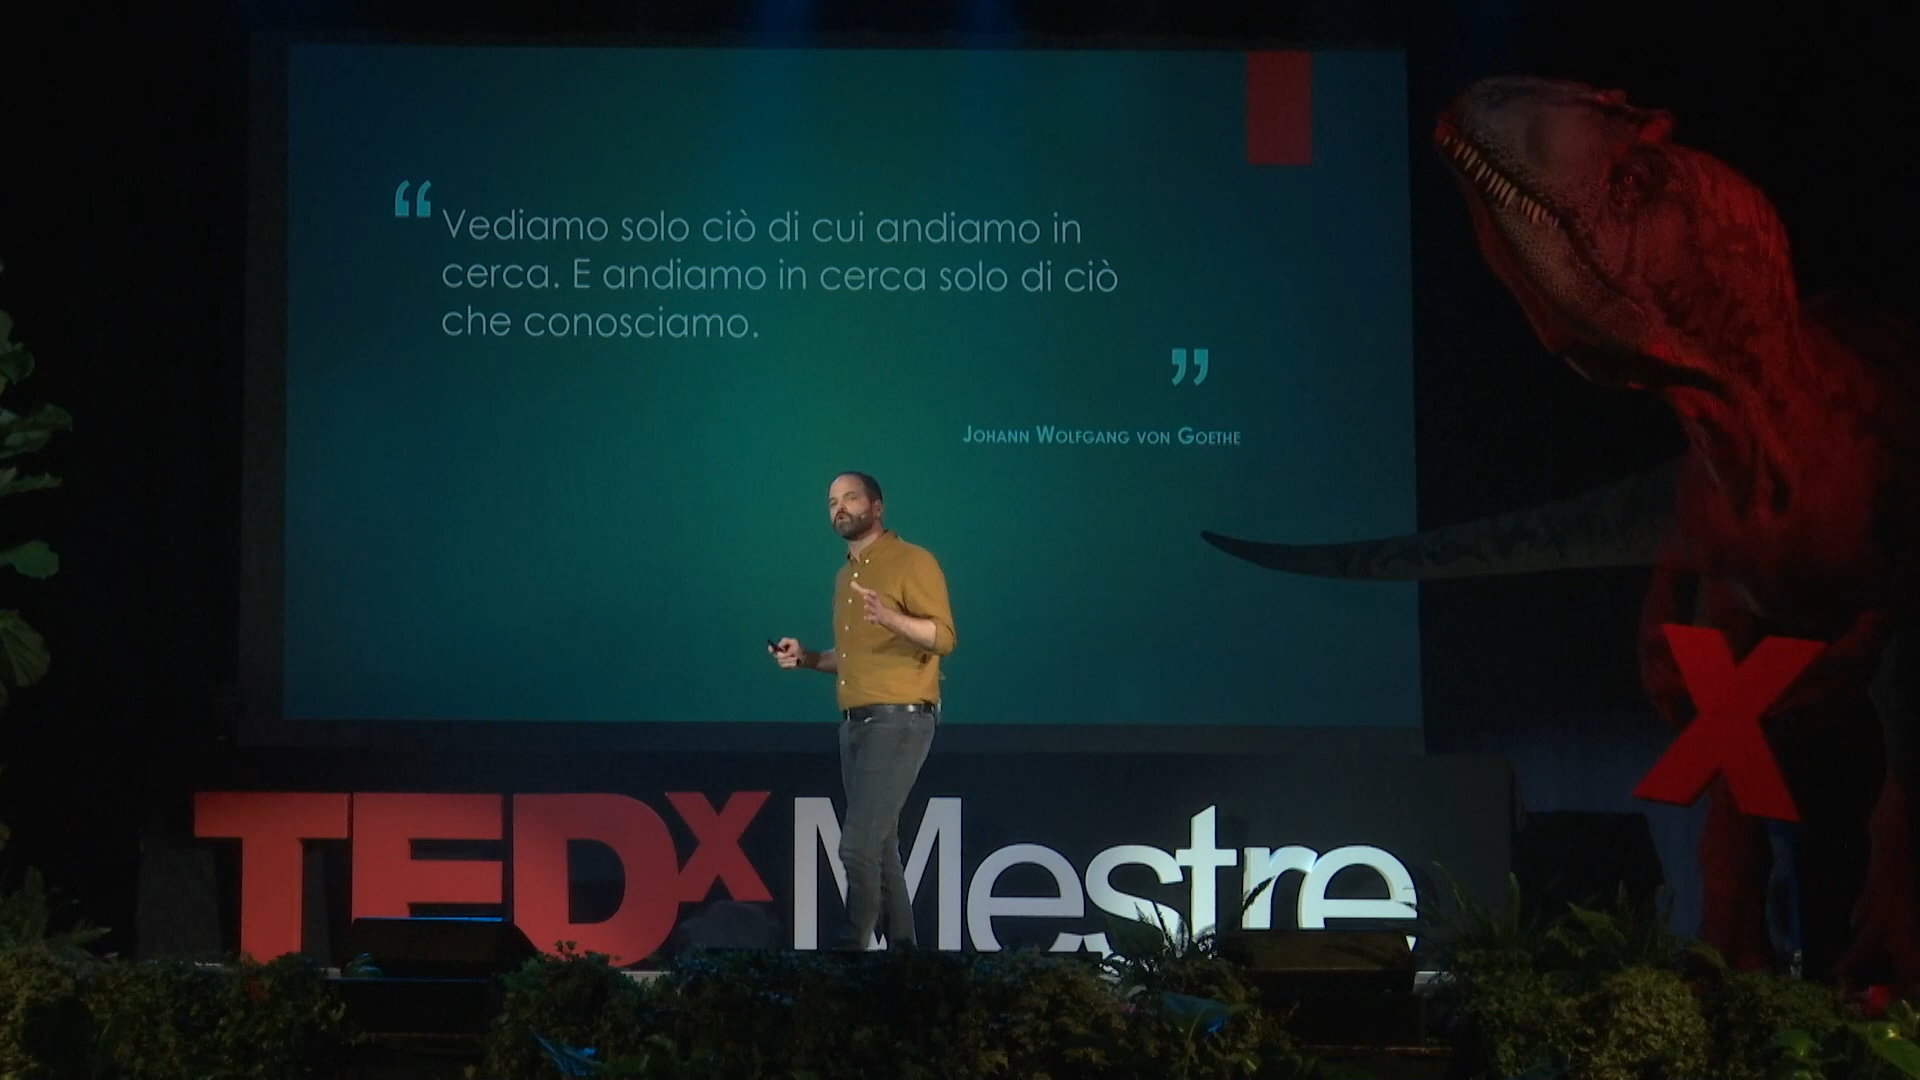 “ Vediamo solo ciò di cui andiamo in
cerca. E andiamo in cerca solo di ciò
che conosciamo.
”
Johann Wolfgang von Goethe
TEDx Mestre
X